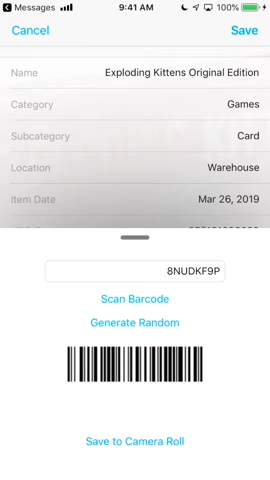 Messages 9:41 AM 100%
Cancel Save
Name Exploding Kittens Original Edition
Category Games
Subcategory Card
Location Warehouse
Item Date Mar 26, 2019
8NUDKF9P
Scan Barcode
Generate Random
Save to Camera Roll